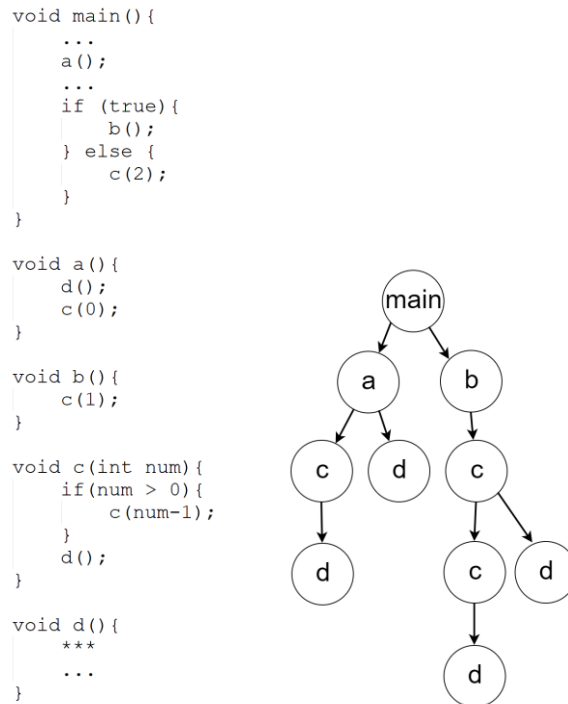 void main(){
...
a();
...
if (true){
b();
} else {
c(2);
}
}
void a(){
d();
c(0);
}
void b(){
c(1);
}
void c(int num){
if(num > 0){
c(num-1);
}
d();
}
void d(){
***
...
}
main
a
b
c
d
c
d
c
d
d